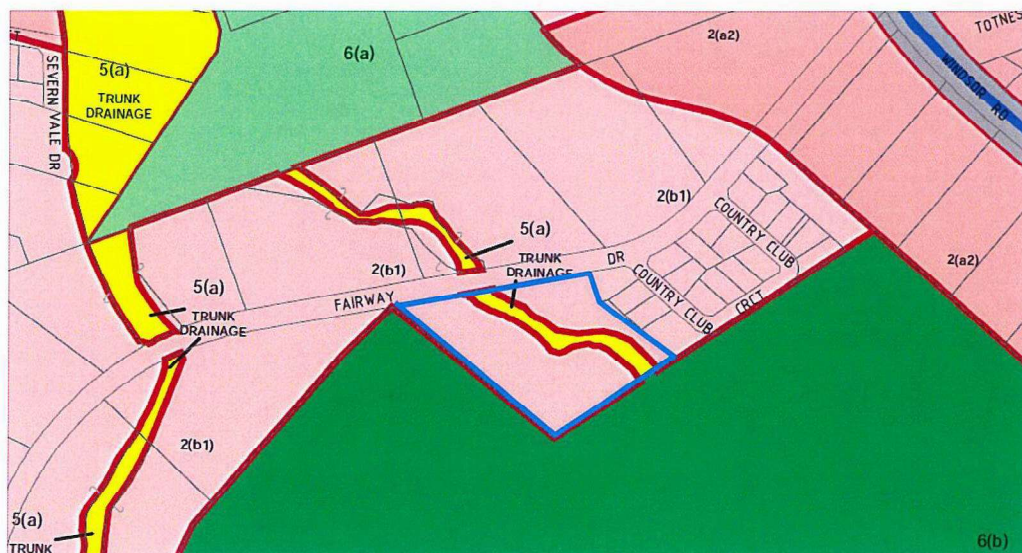 TOTNES
WINDSOR RD
2(a2)
6(a)
5(a)
TRUNK
DRAINAGE
SEVERN VALE DR
T
2(b1)
COUNTRY CLUB
5(a)
TRUNK
DRAINAGE
DR
2(b1)
2(a2)
5(a)
TRUNK
DRAINAGE
FAIRWAY
COUNTRY CLUB
CRCT
2(b1)
5(a)
TRUNK
6(b)